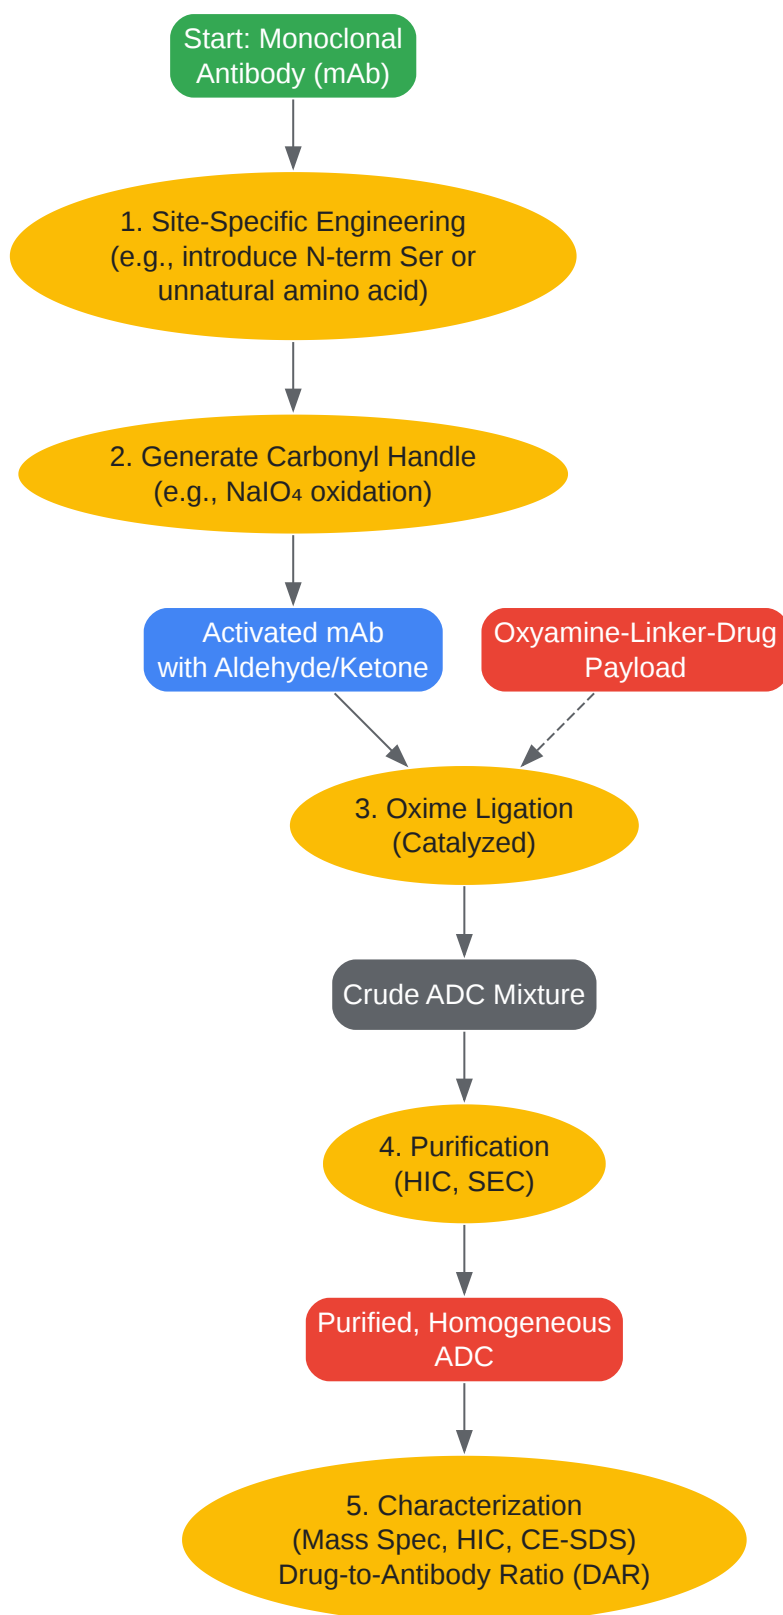 Start: Monoclonal
Antibody (mAb)
1. Site-Specific Engineering
(e.g., introduce N-term Ser or
unnatural amino acid)
2. Generate Carbonyl Handle
(e.g., NaIO₄ oxidation)
Activated mAb
with Aldehyde/Ketone
Oxyamine-Linker-Drug
Payload
3. Oxime Ligation
(Catalyzed)
Crude ADC Mixture
4. Purification
(HIC, SEC)
Purified, Homogeneous
ADC
5. Characterization
(Mass Spec, HIC, CE-SDS)
Drug-to-Antibody Ratio (DAR)